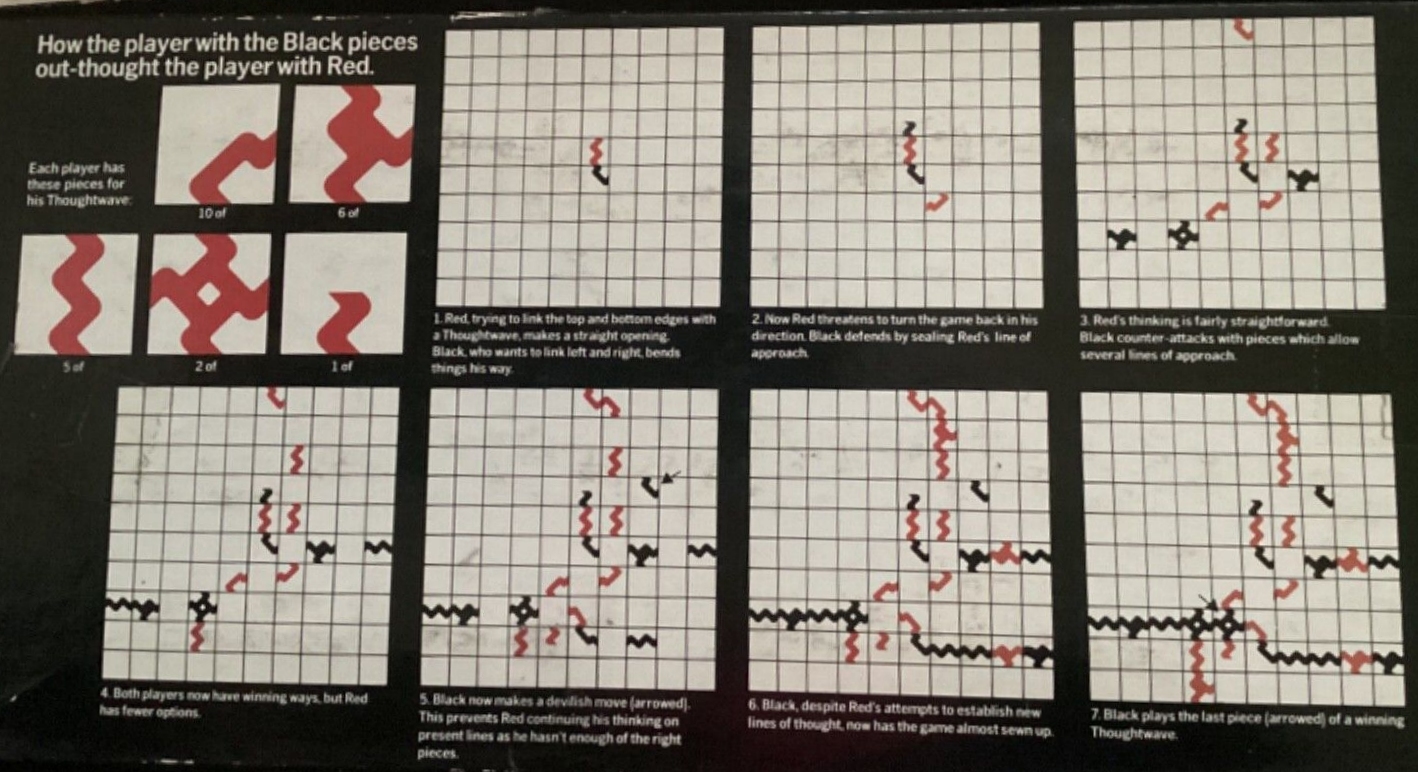 How the player with the Black pieces
out-thought the player with Red.
Each player has
these pieces for
his Thoughtwave:
10 of
6 of
5 of
2 of
1 of
1. Red, trying to link the top and bottom edges with
a Thoughtwave, makes a straight opening.
Black, who wants to link left and right, bends
things his way.
2. Now Red threatens to turn the game back in his
direction. Black defends by sealing Red's line of
approach.
3. Red's thinking is fairly straightforward.
Black counter-attacks with pieces which allow
several lines of approach.
4. Both players now have winning ways, but Red
has fewer options.
5. Black now makes a devilish move (arrowed).
This prevents Red continuing his thinking on
present lines as he hasn't enough of the right
pieces.
6. Black, despite Red's attempts to establish new
lines of thought, now has the game almost sewn up.
7. Black plays the last piece (arrowed) of a winning
Thoughtwave.